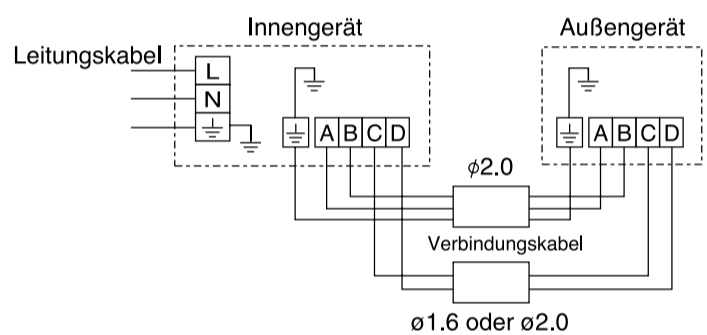 Innengerät
Außengerät
Leitungskabel
L
N
A B C D
A B C D
ϕ2.0
Verbindungskabel
ø1.6 oder ø2.0